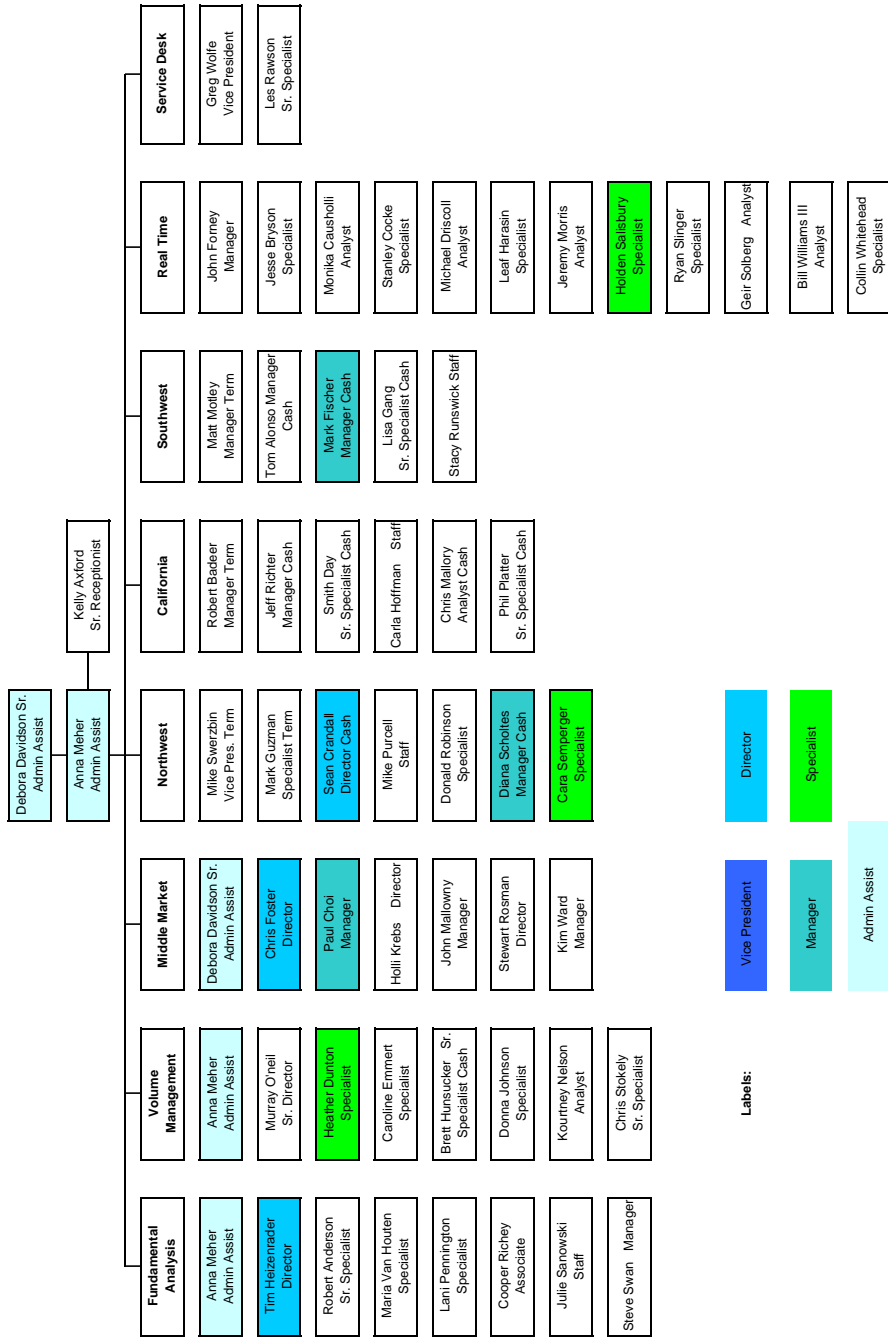 Debora Davidson Sr.
Admin Assist
Anna Meher
Admin Assist
Kelly Axford
Sr. Receptionist
Fundamental
Analysis
Anna Meher
Admin Assist
Tim Heizenrader
Director
Robert Anderson
Sr. Specialist
Maria Van Houten
Specialist
Lani Pennington
Specialist
Cooper Richey
Associate
Julie Sarnowski
Staff
Steve Swan Manager
Volume
Management
Anna Meher
Admin Assist
Murray O'neil
Sr. Director
Heather Dunton
Specialist
Caroline Emmert
Specialist
Brett Hunsucker Sr.
Specialist Cash
Donna Johnson
Specialist
Kourtney Nelson
Analyst
Chris Stokely
Sr. Specialist
Middle Market
Debora Davidson Sr.
Admin Assist
Chris Foster
Director
Paul Choi
Manager
Holli Krebs Director
John Mallowny
Manager
Stewart Rosman
Director
Kim Ward
Manager
Northwest
Mike Swerzbin
Vice Pres. Term
Mark Guzman
Specialist Term
Sean Crandall
Director Cash
Mike Purcell
Staff
Donald Robinson
Specialist
Diana Scholtes
Manager Cash
Cara Semperger
Specialist
California
Robert Badeer
Manager Term
Jeff Richter
Manager Cash
Smith Day
Sr. Specialist Cash
Carla Hoffman Staff
Chris Mallory
Analyst Cash
Phil Platter
Sr. Specialist Cash
Southwest
Matt Motley
Manager Term
Tom Alonso Manager
Cash
Mark Fischer
Manager Cash
Lisa Gang
Sr. Specialist Cash
Stacy Runswick Staff
Real Time
John Forney
Manager
Jesse Bryson
Specialist
Monika Causholli
Analyst
Stanley Cocke
Specialist
Michael Driscoll
Analyst
Leaf Harasin
Specialist
Jeremy Morris
Analyst
Holden Salisbury
Specialist
Ryan Slinger
Specialist
Geir Solberg Analyst
Bill Williams III
Analyst
Collin Whitehead
Specialist
Service Desk
Greg Wolfe
Vice President
Les Rawson
Sr. Specialist
Labels:
Vice President
Director
Manager
Specialist
Admin Assist